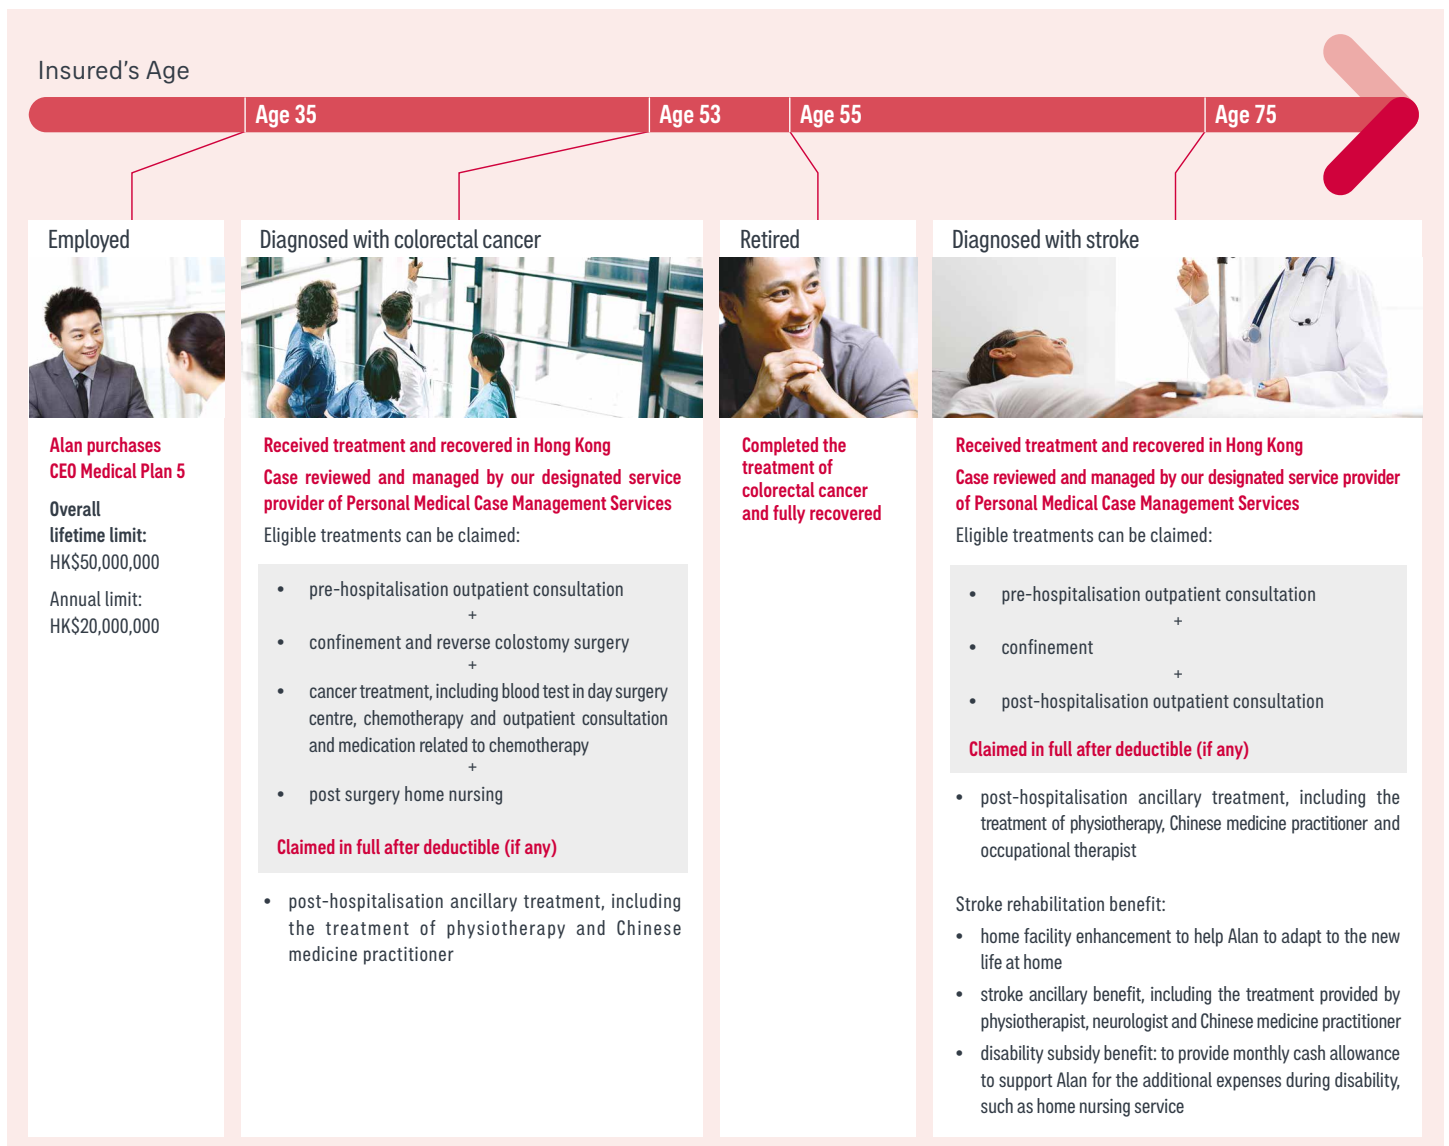 Insured's Age
Age 35
Age 53
Age 55
Age 75
Employed
Alan purchases
CEO Medical Plan 5
Overall
lifetime limit:
HK$50,000,000
Annual limit:
HK$20,000,000
Diagnosed with colorectal cancer
Received treatment and recovered in Hong Kong
Case reviewed and managed by our designated service
provider of Personal Medical Case Management Services
Eligible treatments can be claimed:
• pre-hospitalisation outpatient consultation
+
• confinement and reverse colostomy surgery
+
• cancer treatment, including blood test in day surgery
centre, chemotherapy and outpatient consultation
and medication related to chemotherapy
+
• post surgery home nursing
Claimed in full after deductible (if any)
• post-hospitalisation ancillary treatment, including
the treatment of physiotherapy and Chinese
medicine practitioner
Retired
Completed the
treatment of
colorectal cancer
and fully recovered
Diagnosed with stroke
Received treatment and recovered in Hong Kong
Case reviewed and managed by our designated service provider
of Personal Medical Case Management Services
Eligible treatments can be claimed:
• pre-hospitalisation outpatient consultation
+
• confinement
+
• post-hospitalisation outpatient consultation
Claimed in full after deductible (if any)
• post-hospitalisation ancillary treatment, including the
treatment of physiotherapy, Chinese medicine practitioner and
occupational therapist
Stroke rehabilitation benefit:
• home facility enhancement to help Alan to adapt to the new
life at home
• stroke ancillary benefit, including the treatment provided by
physiotherapist, neurologist and Chinese medicine practitioner
• disability subsidy benefit: to provide monthly cash allowance
to support Alan for the additional expenses during disability,
such as home nursing service